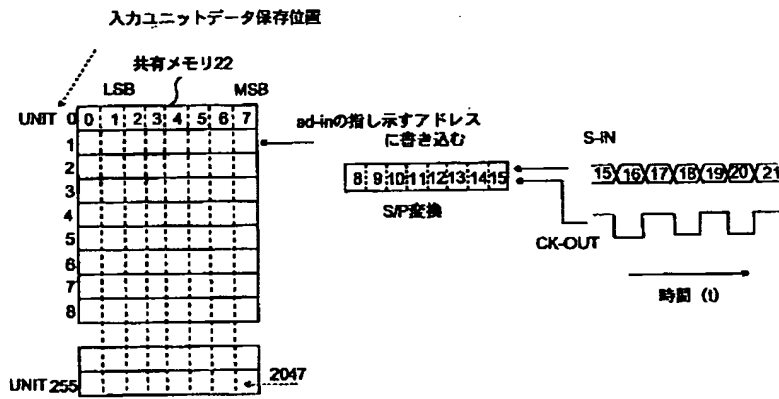 入力ユニットデータ保存位置
共有メモリ22
LSB MSB
UNIT 0 0 1 2 3 4 5 6 7
1
2
3
4
5
6
7
8
UNIT 255
2047
ad-inの指し示すアドレス
に書き込む
8 9 10 11 12 13 14 15
S/P変換
S-IN
15 16 17 18 19 20 21
CK-OUT
時間 (t)